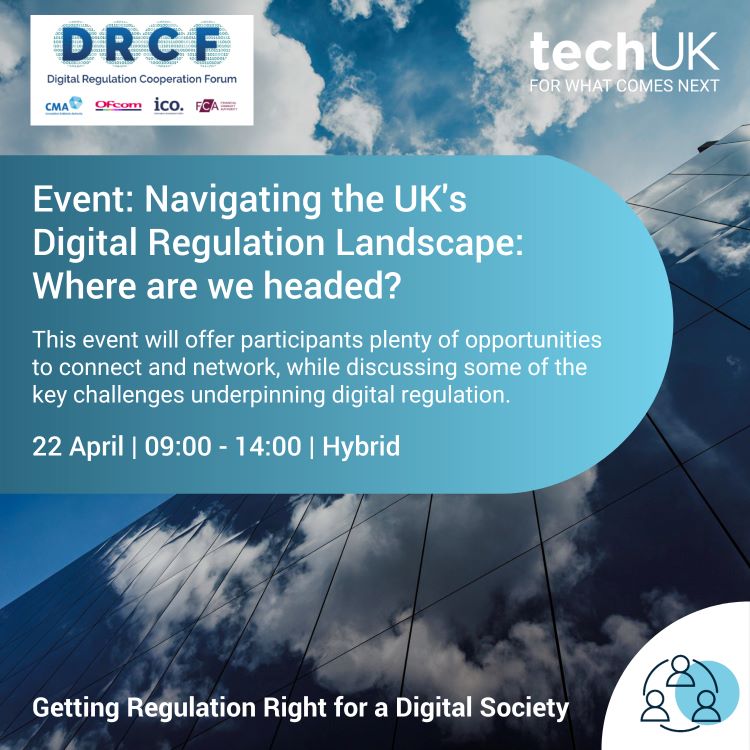 DRCF
Digital Regulation Cooperation Forum
CMA
Ofcom
ico.
FCA
FINANCIAL
CONDUCT
AUTHORITY
techUK
FOR WHAT COMES NEXT
Event: Navigating the UK's
Digital Regulation Landscape:
Where are we headed?
This event will offer participants plenty of opportunities
to connect and network, while discussing some of the
key challenges underpinning digital regulation.
22 April | 09:00 - 14:00 | Hybrid
Getting Regulation Right for a Digital Society